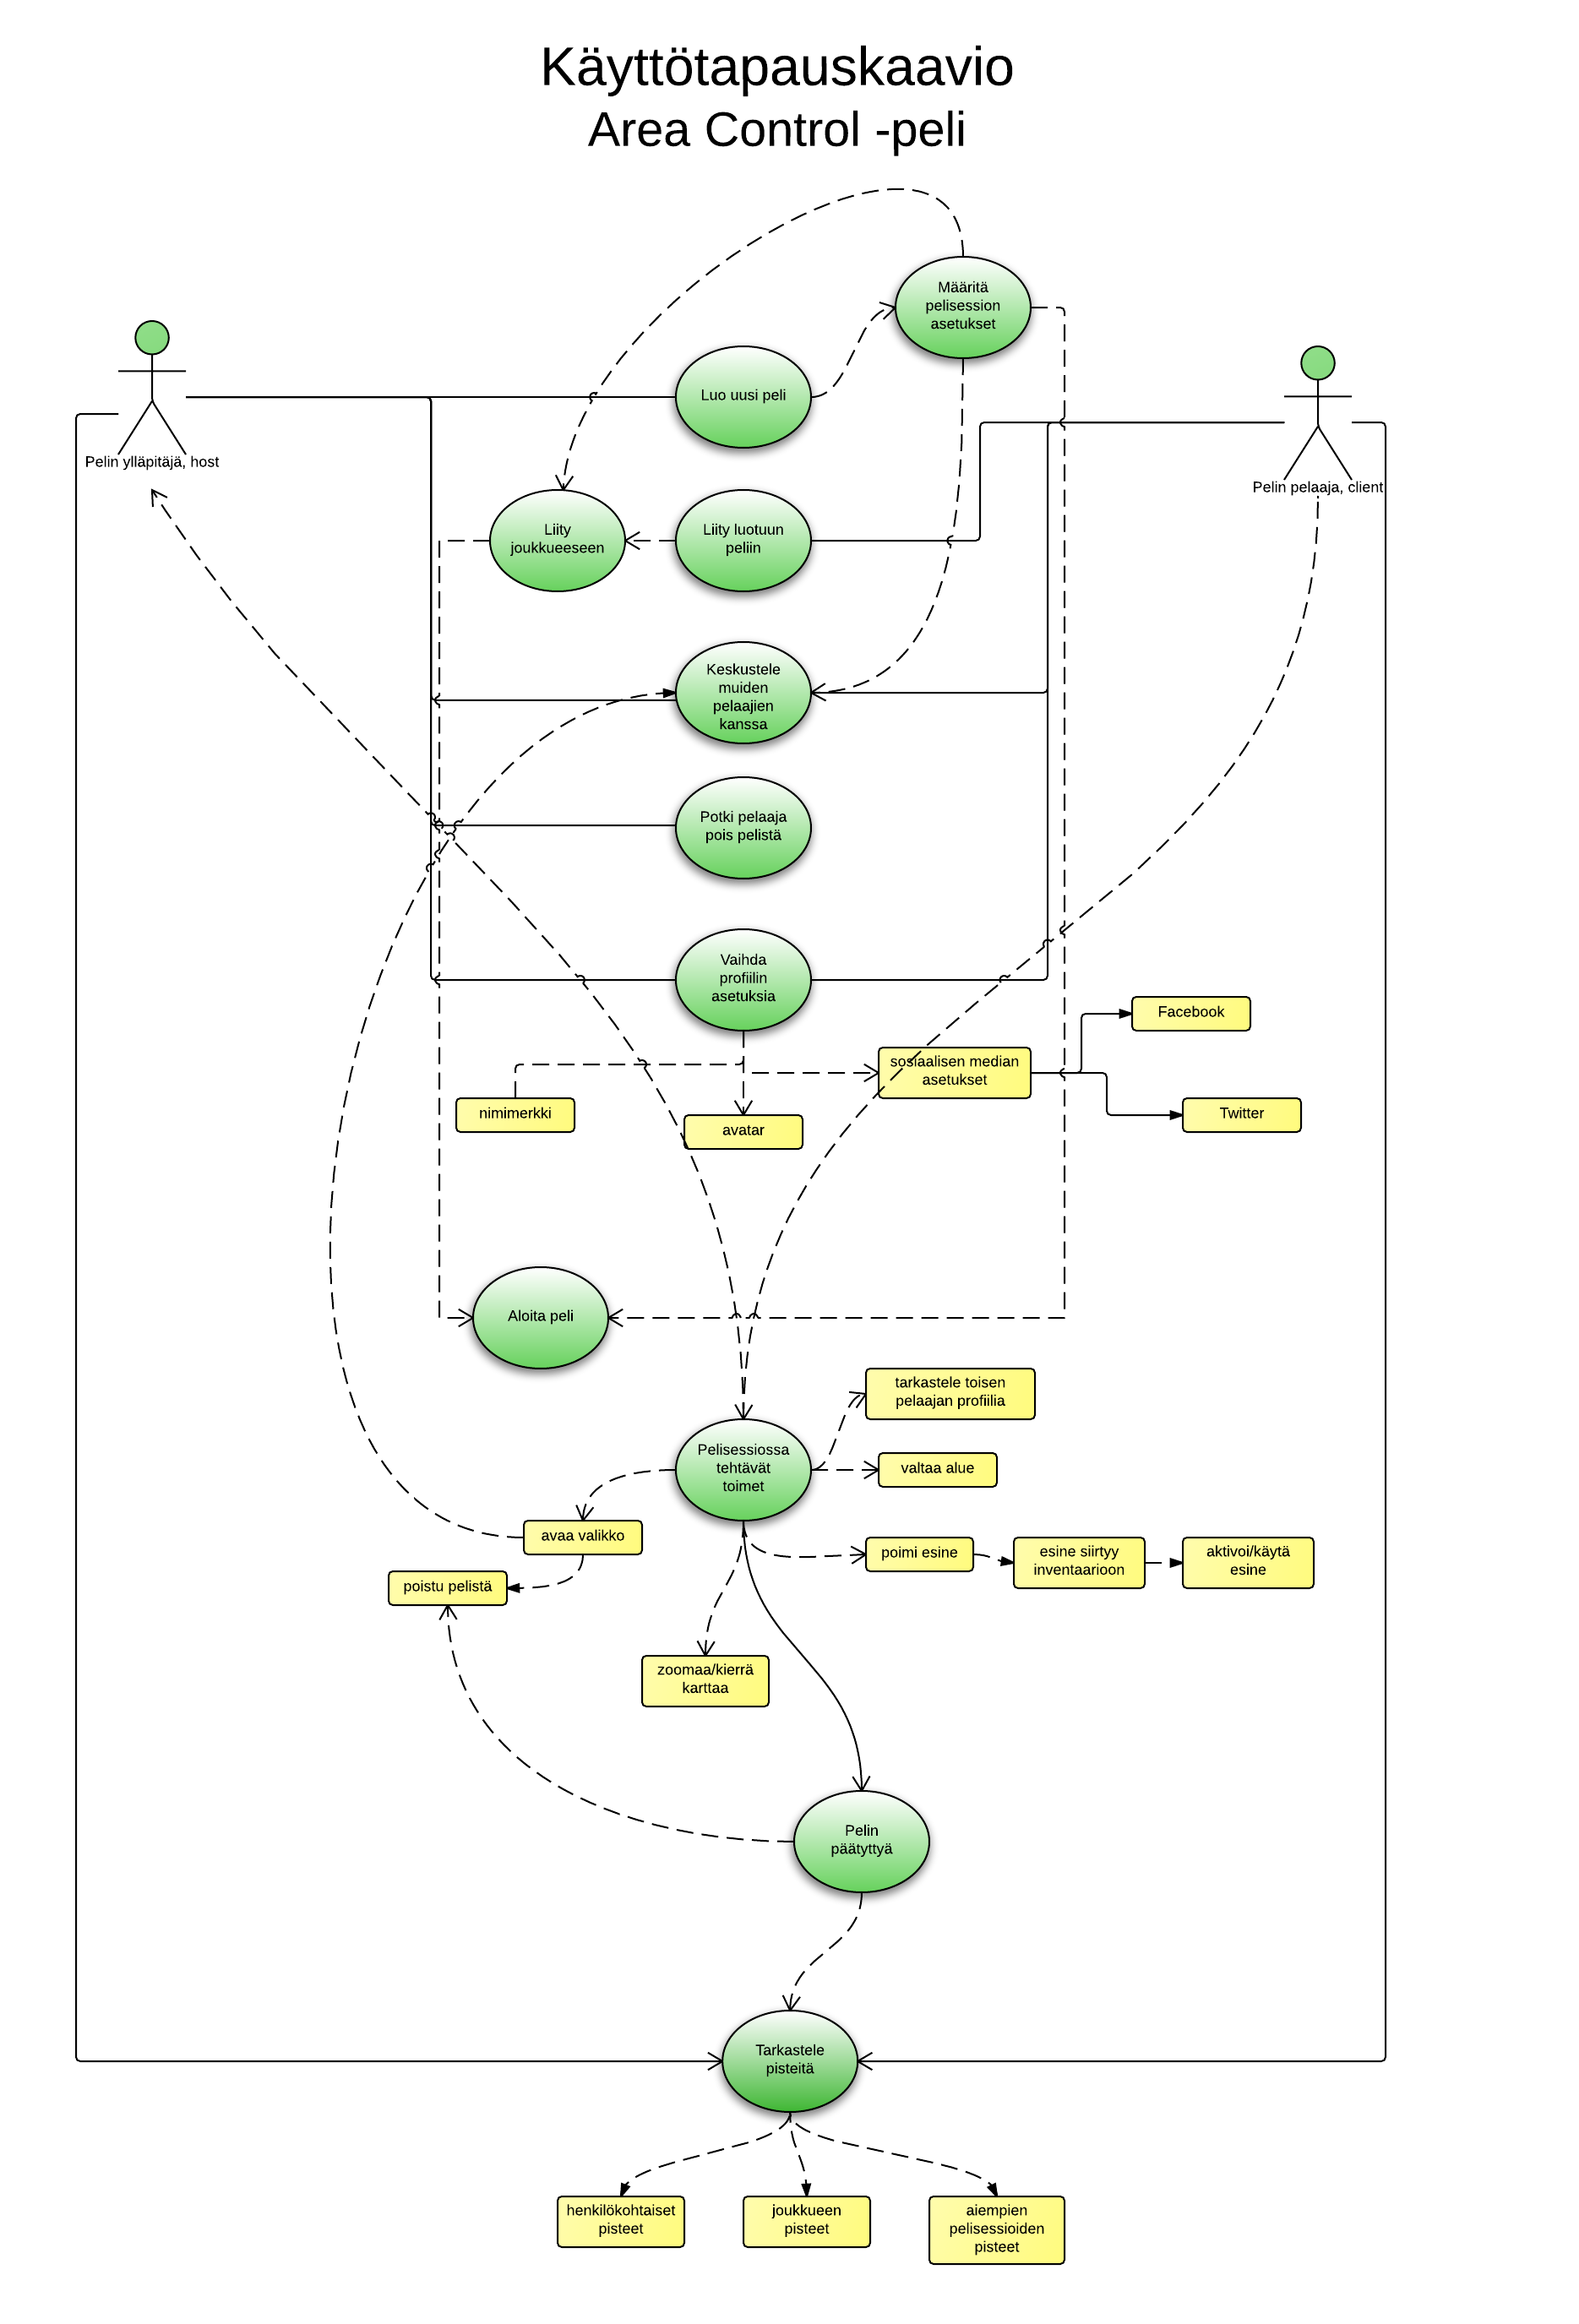 Käyttötapauskaavio
Area Control -peli
Määritä
pelisession
asetukset
Luo uusi peli
Pelin ylläpitäjä, host
Pelin pelaaja, client
Liity
joukkueeseen
Liity luotuun
peliin
Keskustele
muiden
pelaajien
kanssa
Potki pelaaja
pois pelistä
Vaihda
profiilin
asetuksia
Facebook
sosiaalisen median
asetukset
nimimerkki
avatar
Twitter
Aloita peli
tarkastele toisen
pelaajan profiilia
Pelisessiossa
tehtävät
toimet
valtaa alue
avaa valikko
poimi esine
esine siirtyy
inventaarioon
aktivoi/käytä
esine
poistu pelistä
zoomaa/kierrä
karttaa
Pelin
päätyttyä
Tarkastele
pisteitä
henkilökohtaiset
pisteet
joukkueen
pisteet
aiempien
pelisessioiden
pisteet